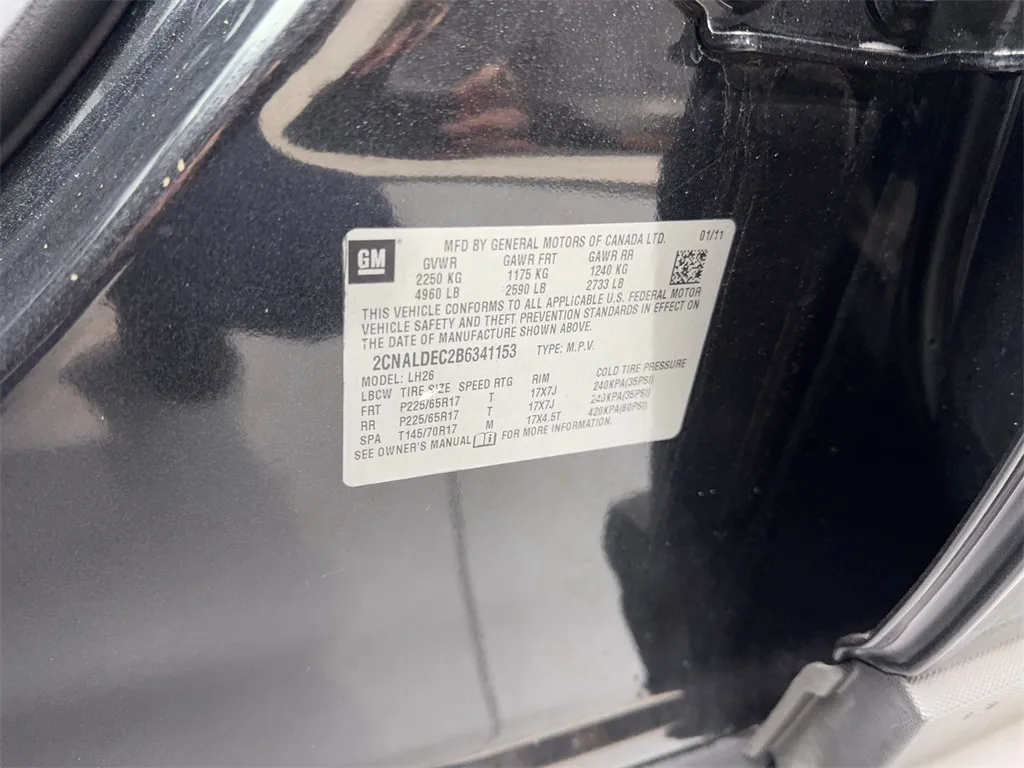 GM
MFD BY GENERAL MOTORS OF CANADA LTD. 01/11
GVWR GAWR FRT GAWR RR
2250 KG 1175 KG 1240 KG
4960 LB 2590 LB 2733 LB
THIS VEHICLE CONFORMS TO ALL APPLICABLE U.S. FEDERAL MOTOR
VEHICLE SAFETY AND THEFT PREVENTION STANDARDS IN EFFECT ON
THE DATE OF MANUFACTURE SHOWN ABOVE.
2CNALDEC2B6341153 TYPE: M.P.V.
MODEL: LH26
LBCW TIRE SIZE SPEED RTG RIM COLD TIRE PRESSURE
FRT P225/65R17 T 17X7J 240KPA(35PSI)
RR P225/65R17 T 17X7J 240KPA(35PSI)
SPA T145/70R17 M 17X4.5T 420KPA(60PSI)
SEE OWNER'S MANUAL FOR MORE INFORMATION.